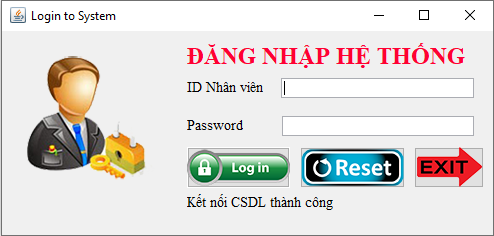 Login to System
ĐĂNG NHẬP HỆ THỐNG
ID Nhân viên
Password
Log in Reset EXIT
Kết nối CSDL thành công